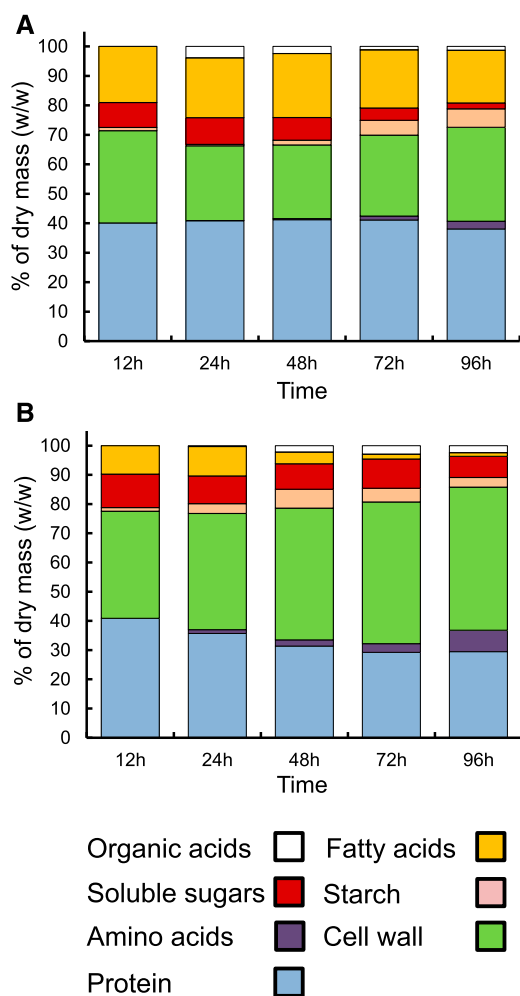 A
% of dry mass (w/w)
100
90
80
70
60
50
40
30
20
10
0
12h 24h 48h 72h 96h
Time
B
% of dry mass (w/w)
100
90
80
70
60
50
40
30
20
10
0
12h 24h 48h 72h 96h
Time
Organic acids Fatty acids
Soluble sugars Starch
Amino acids Cell wall
Protein